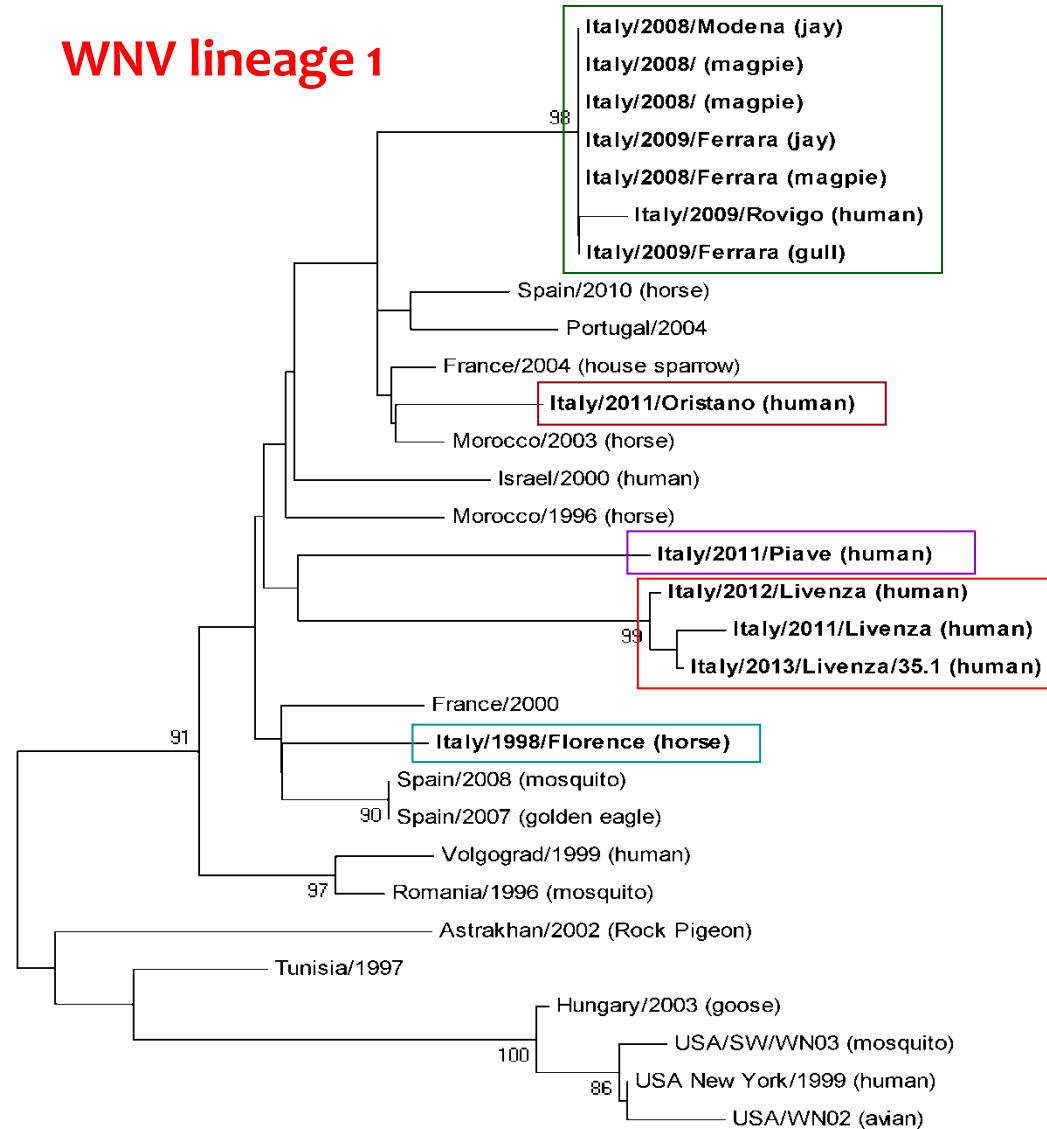 WNV lineage 1
Italy/2008/Modena (jay)
Italy/2008/ (magpie)
Italy/2008/ (magpie)
98
Italy/2009/Ferrara (jay)
Italy/2008/Ferrara (magpie)
Italy/2009/Rovigo (human)
Italy/2009/Ferrara (gull)
Spain/2010 (horse)
Portugal/2004
France/2004 (house sparrow)
Italy/2011/Oristano (human)
Morocco/2003 (horse)
Israel/2000 (human)
Morocco/1996 (horse)
Italy/2011/Piave (human)
Italy/2012/Livenza (human)
99
Italy/2011/Livenza (human)
Italy/2013/Livenza/35.1 (human)
France/2000
91
Italy/1998/Florence (horse)
Spain/2008 (mosquito)
90
Spain/2007 (golden eagle)
Volgograd/1999 (human)
97
Romania/1996 (mosquito)
Astrakhan/2002 (Rock Pigeon)
Tunisia/1997
Hungary/2003 (goose)
100
USA/SW/WN03 (mosquito)
86
USA New York/1999 (human)
USA/WN02 (avian)